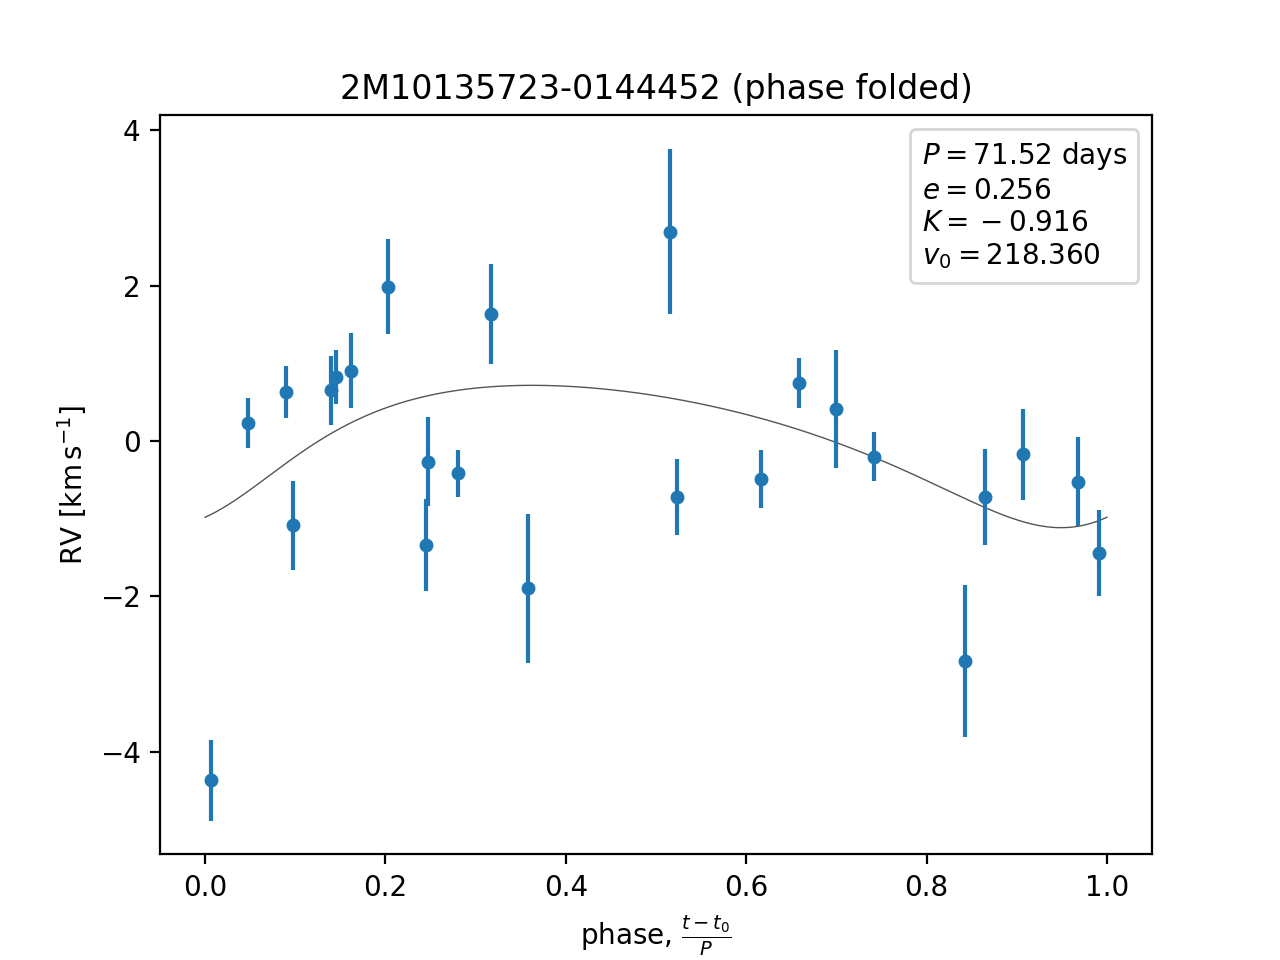 2M10135723-0144452 (phase folded)
P = 71.52 days
e = 0.256
K = −0.916
v₀ = 218.360
4
2
0
−2
−4
RV [km s⁻¹]
0.0 0.2 0.4 0.6 0.8 1.0
phase, (t − t₀)/P